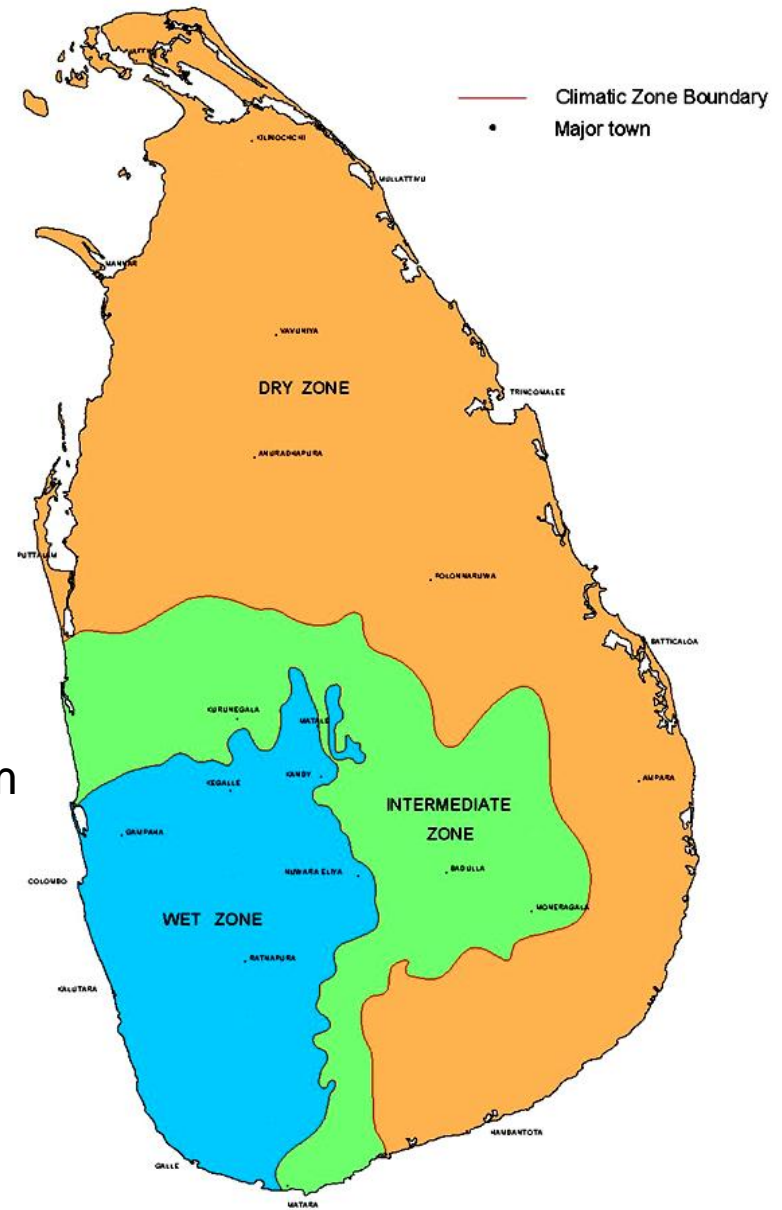 JAFFNA
Climatic Zone Boundary
Major town
KILINOCHCHI
MULLATTIVU
MANNAR
VAVUNIYA
DRY ZONE
TRINCOMALEE
ANURADHAPURA
PUTTALAM
POLONNARUWA
BATTICALOA
KURUNEGALA
MATALE
n
KANDY
KEGALLE
AMPARA
INTERMEDIATE
ZONE
GAMPAHA
NUWARA ELIYA
BADULLA
COLOMBO
MONERAGALA
WET ZONE
RATNAPURA
KALUTARA
HAMBANTOTA
GALLE
MATARA